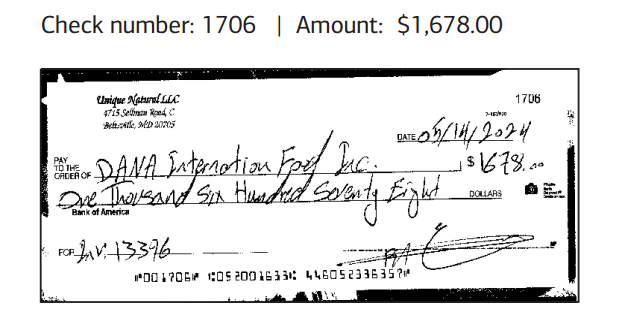 Check number: 1706 | Amount: $1,678.00
Unique Natural LLC
4715 Sellman Road, C
Beltsville, MD 20705
1706
DATE 05/14/2024
PAY
TO THE
ORDER OF DANA Internation Food Inc. $1678.00
One Thousand Six Hundred Seventy Eight DOLLARS
Bank of America
FOR Inv. 13396
⑈001706⑈ ⑆052001633⑆ 446052336357⑈